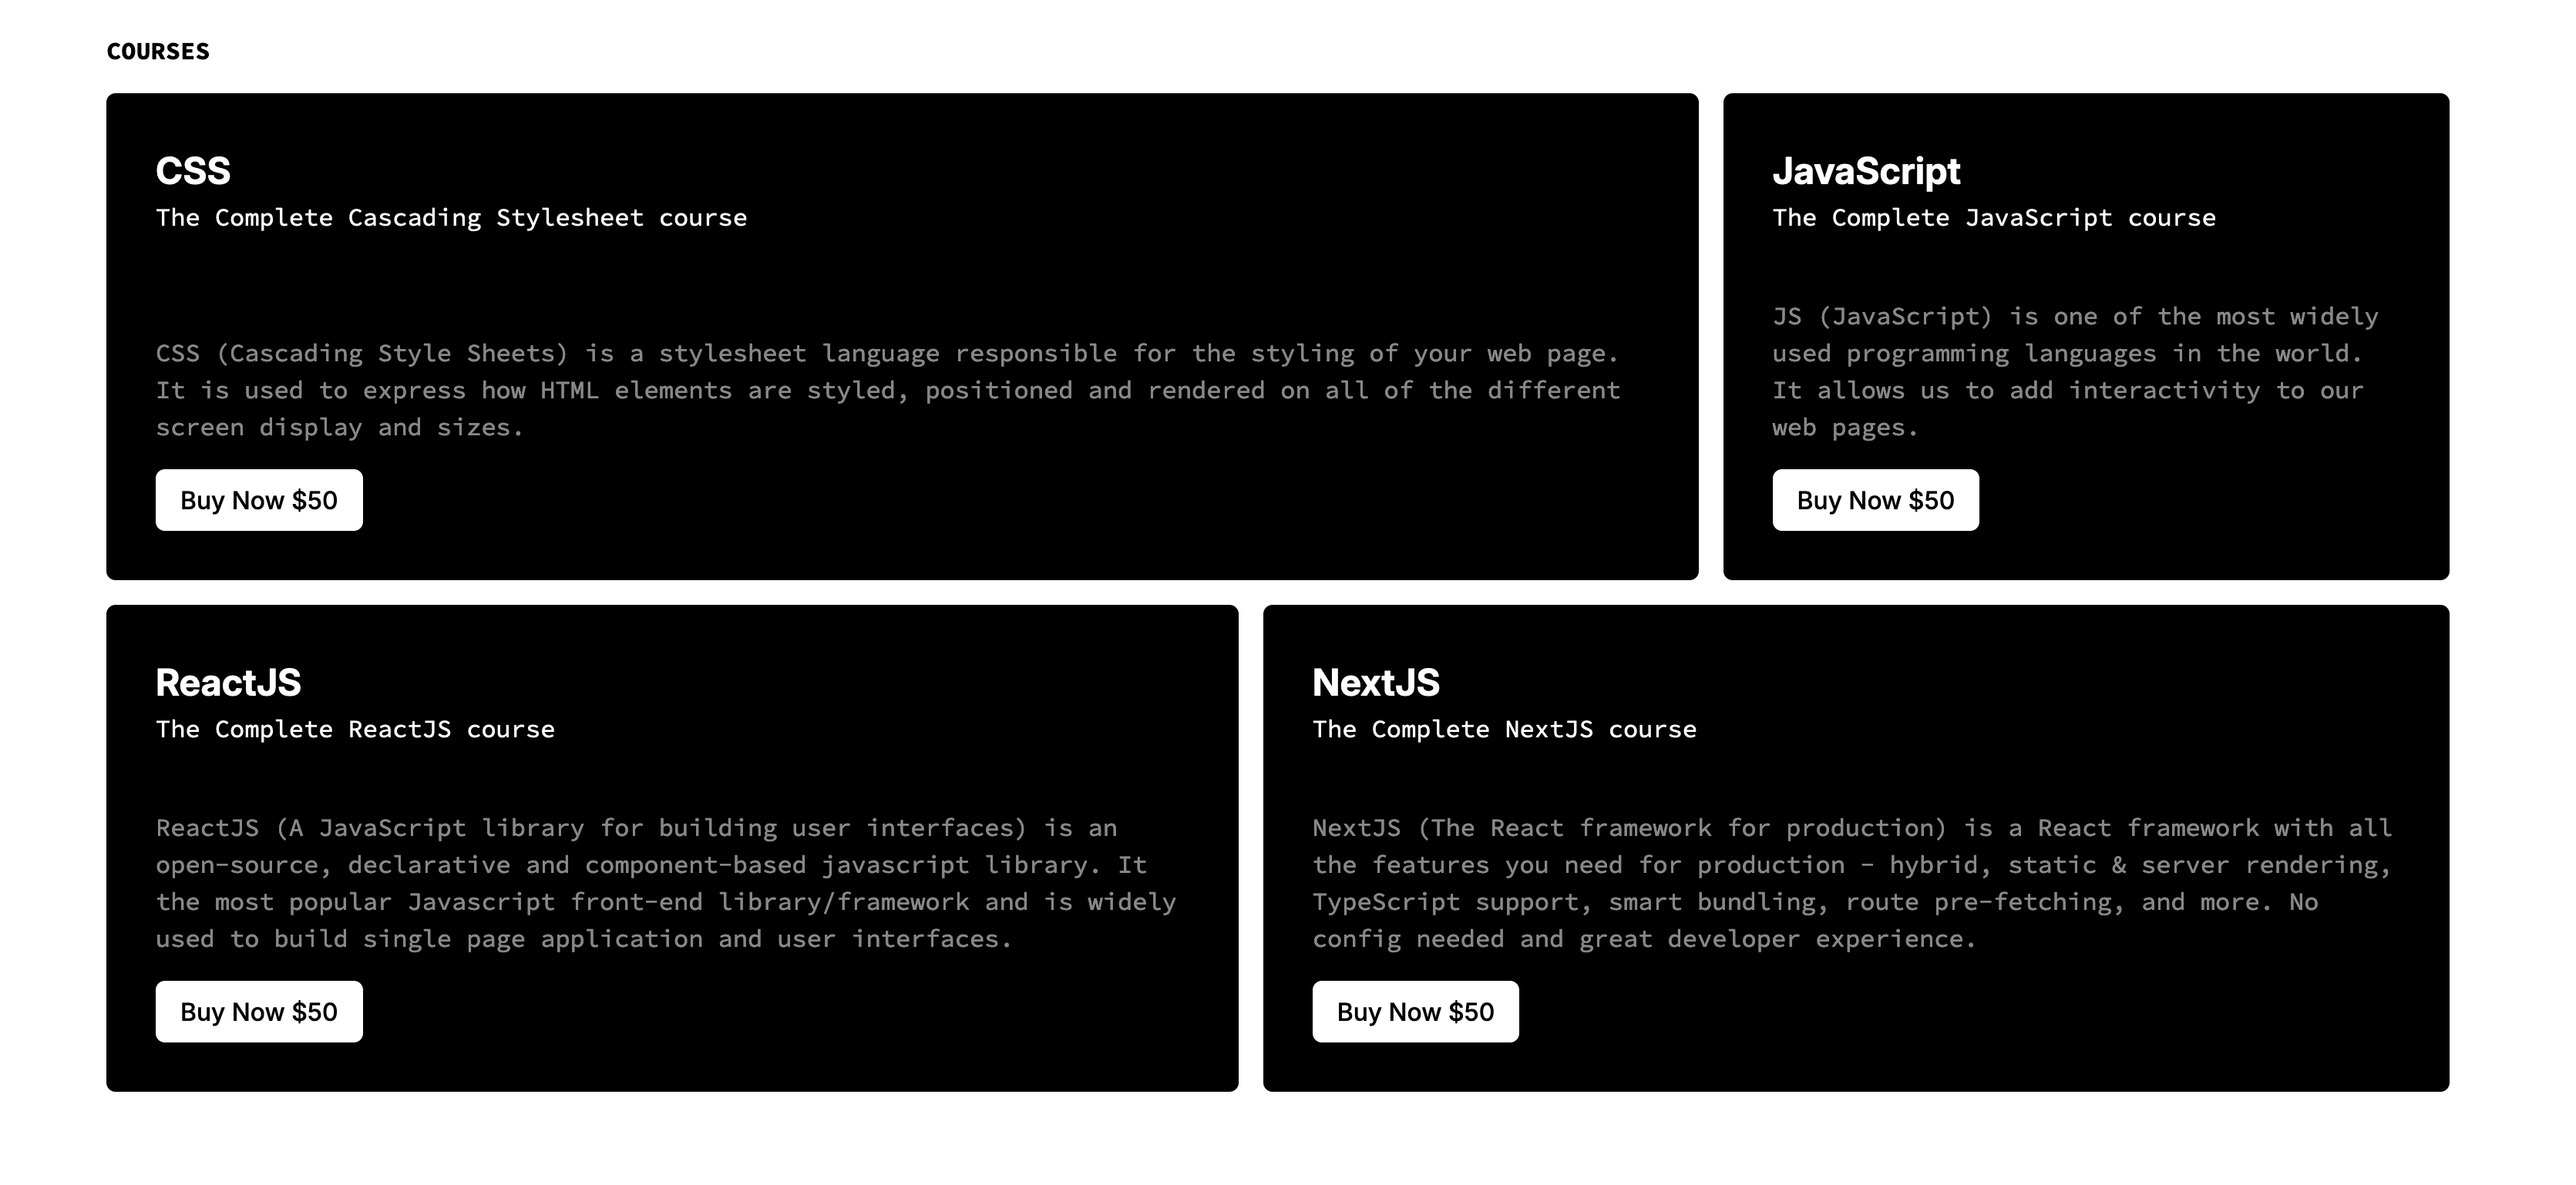 COURSES
CSS
The Complete Cascading Stylesheet course
CSS (Cascading Style Sheets) is a stylesheet language responsible for the styling of your web page.
It is used to express how HTML elements are styled, positioned and rendered on all of the different
screen display and sizes.
Buy Now $50
JavaScript
The Complete JavaScript course
JS (JavaScript) is one of the most widely
used programming languages in the world.
It allows us to add interactivity to our
web pages.
Buy Now $50
ReactJS
The Complete ReactJS course
ReactJS (A JavaScript library for building user interfaces) is an
open-source, declarative and component-based javascript library. It
the most popular Javascript front-end library/framework and is widely
used to build single page application and user interfaces.
Buy Now $50
NextJS
The Complete NextJS course
NextJS (The React framework for production) is a React framework with all
the features you need for production - hybrid, static & server rendering,
TypeScript support, smart bundling, route pre-fetching, and more. No
config needed and great developer experience.
Buy Now $50